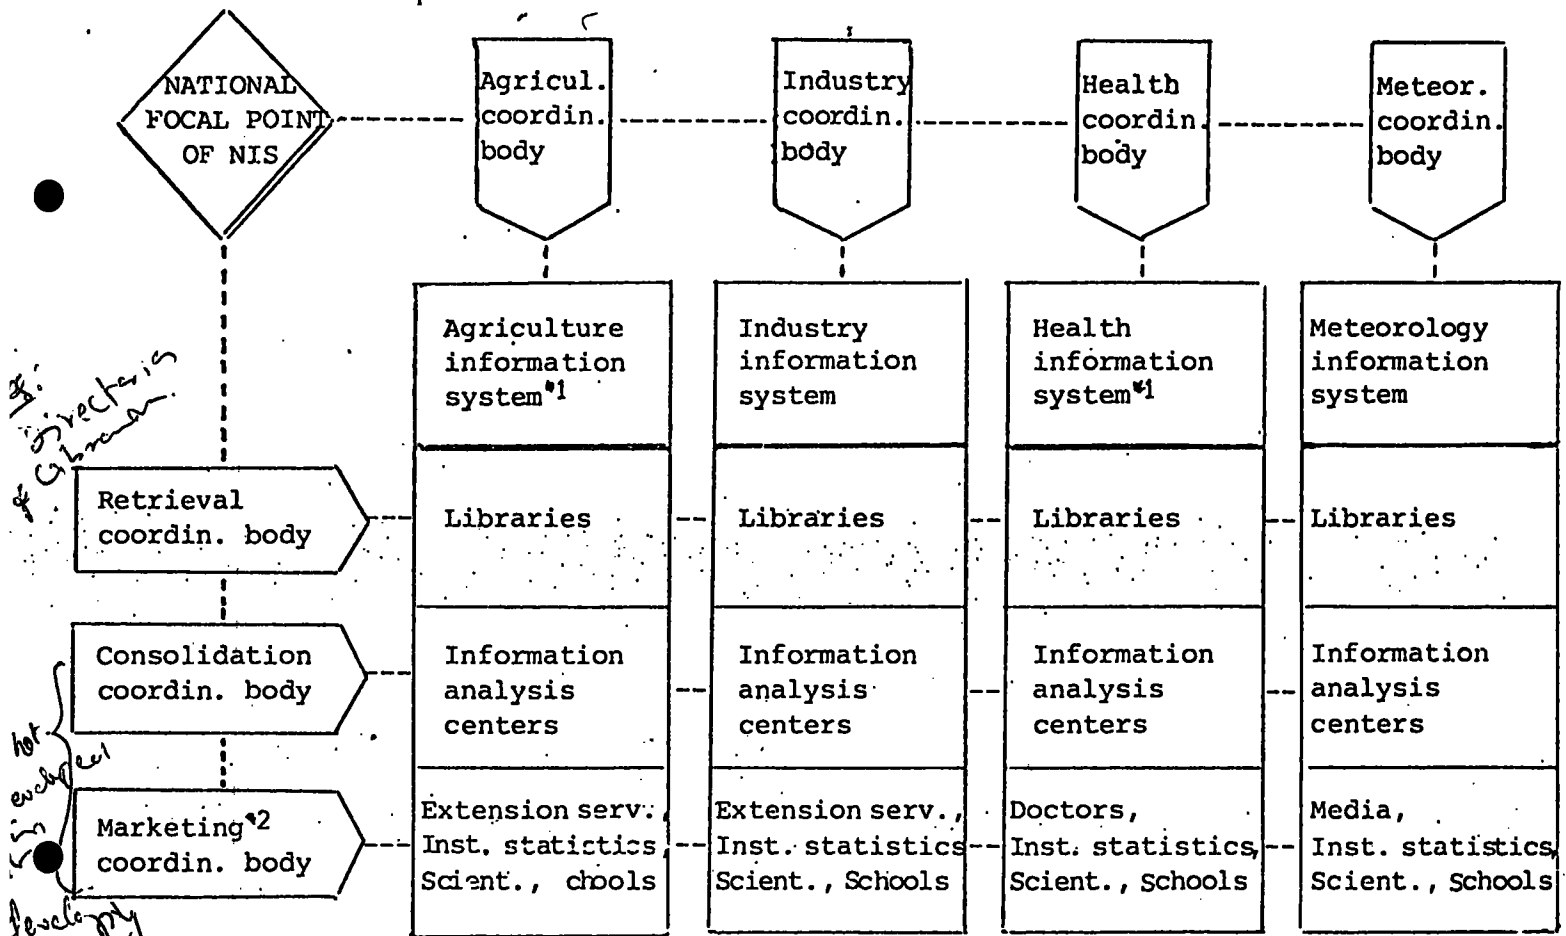 NATIONAL
FOCAL POINT
OF NIS
Agricul.
coordin.
body
Industry
coordin.
body
Health
coordin.
body
Meteor.
coordin.
body
Agriculture
information
system*1
Industry
information
system
Health
information
system*1
Meteorology
information
system
Retrieval
coordin. body
Libraries
Libraries
Libraries
Libraries
Consolidation
coordin. body
Information
analysis
centers
Information
analysis
centers
Information
analysis
centers
Information
analysis
centers
Marketing*2
coordin. body
Extension serv.,
Inst. statictics,
Scient., chools
Extension serv.,
Inst. statistics
Scient., Schools
Doctors,
Inst. statistics,
Scient., Schools
Media,
Inst. statistics,
Scient., Schools
not